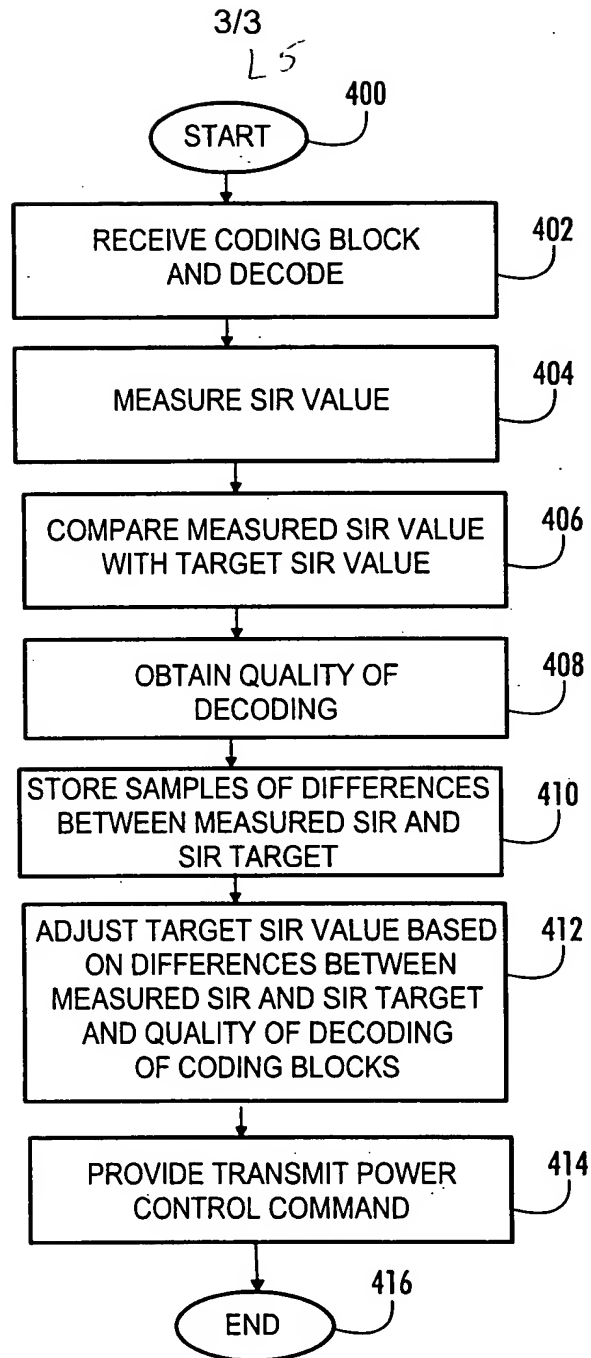 3/3
L5
400
START
RECEIVE CODING BLOCK
AND DECODE
402
MEASURE SIR VALUE
404
COMPARE MEASURED SIR VALUE
WITH TARGET SIR VALUE
406
OBTAIN QUALITY OF
DECODING
408
STORE SAMPLES OF DIFFERENCES
BETWEEN MEASURED SIR AND
SIR TARGET
410
ADJUST TARGET SIR VALUE BASED
ON DIFFERENCES BETWEEN
MEASURED SIR AND SIR TARGET
AND QUALITY OF DECODING
OF CODING BLOCKS
412
PROVIDE TRANSMIT POWER
CONTROL COMMAND
414
416
END